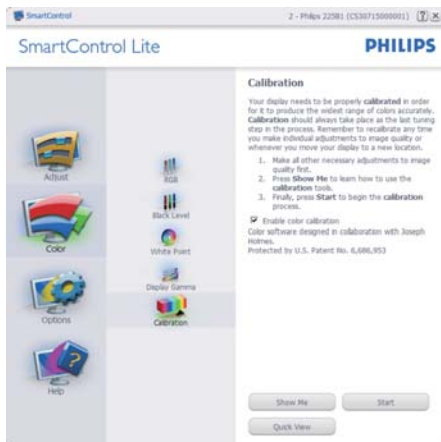 SmartControl
2 - Philips 225B1 (CS30715000001)
SmartControl Lite
PHILIPS
Adjust
Color
Options
Help
RGB
Black Level
White Point
Display Gamma
Calibration
Calibration
Your display needs to be properly calibrated in order
for it to produce the widest range of colors accurately.
Calibration should always take place as the last tuning
step in the process. Remember to recalibrate any time
you make individual adjustments to image quality or
whenever you move your display to a new location.
1. Make all other necessary adjustments to image
quality first.
2. Press Show Me to learn how to use the
calibration tools.
3. Finally, press Start to begin the calibration
process.
Enable color calibration
Color software designed in collaboration with Joseph
Holmes.
Protected by U.S. Patent No. 6,686,953
Show Me
Start
Quick View